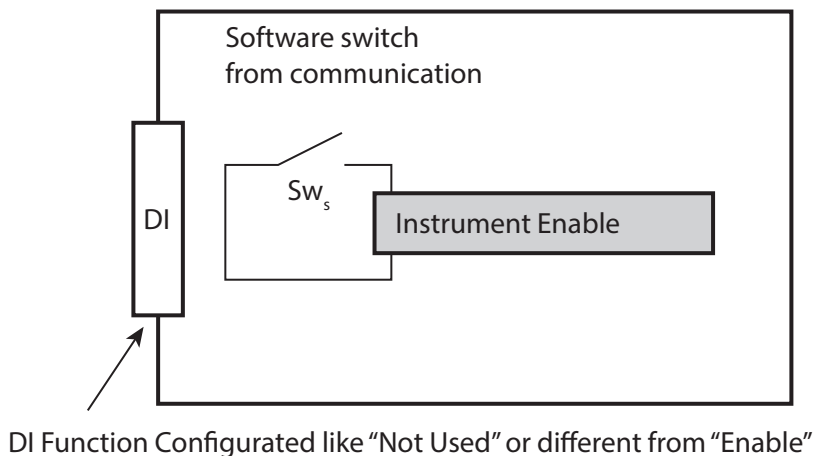 Software switch
from communication
Sws
DI
Instrument Enable
DI Function Configurated like “Not Used” or different from “Enable”